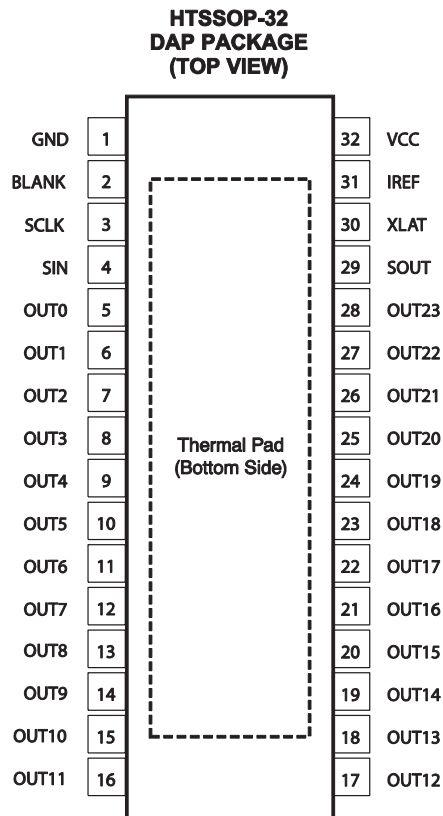 HTSSOP-32
DAP PACKAGE
(TOP VIEW)
GND 1 32 VCC
BLANK 2 31 IREF
SCLK 3 30 XLAT
SIN 4 29 SOUT
OUT0 5 28 OUT23
OUT1 6 27 OUT22
OUT2 7 26 OUT21
OUT3 8 25 OUT20
Thermal Pad
(Bottom Side)
OUT4 9 24 OUT19
OUT5 10 23 OUT18
OUT6 11 22 OUT17
OUT7 12 21 OUT16
OUT8 13 20 OUT15
OUT9 14 19 OUT14
OUT10 15 18 OUT13
OUT11 16 17 OUT12